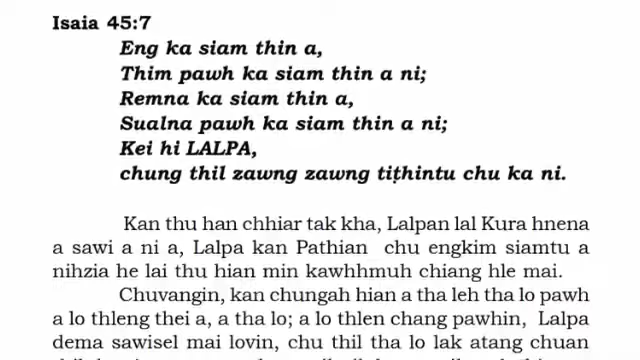 Isaia 45:7
Eng ka siam thin a,
Thim pawh ka siam thin a ni;
Remna ka siam thin a,
Sualna pawh ka siam thin a ni;
Kei hi LALPA,
chung thil zawng zawng tiṭhintu chu ka ni.
Kan thu han chhiar tak kha, Lalpan lal Kura hnena
a sawi a ni a, Lalpa kan Pathian chu engkim siamtu a
nihzia he lai thu hian min kawhhmuh chiang hle mai.
Chuvangin, kan chungah hian a tha leh tha lo pawh
a lo thleng thei a, a tha lo; a lo thlen chang pawhin, Lalpa
dema sawisel mai lovin, chu thil tha lo lak atang chuan